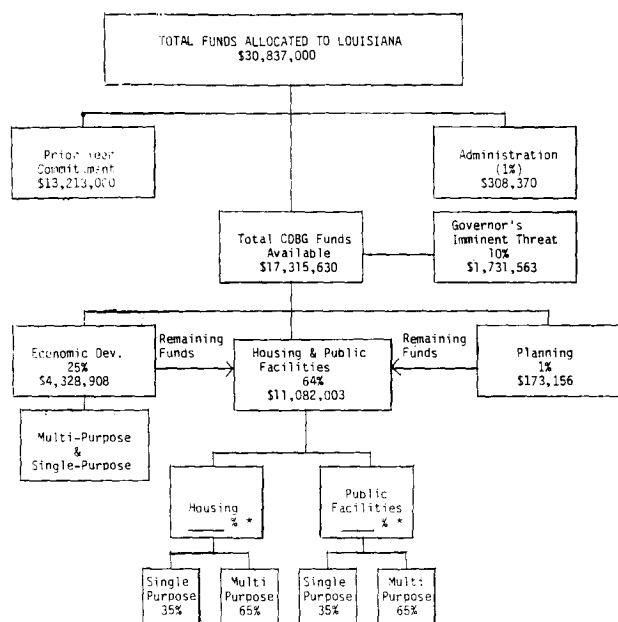 TOTAL FUNDS ALLOCATED TO LOUISIANA
$30,837,000
Prior Year
Commitment
$13,213,000
Administration
(1%)
$308,370
Total CDBG Funds
Available
$17,315,630
Governor's
Imminent Threat
10%
$1,731,563
Economic Dev.
25%
$4,328,908
Remaining
Funds
Housing & Public
Facilities
64%
$11,082,003
Remaining
Funds
Planning
1%
$173,156
Multi-Purpose
&
Single-Purpose
Housing
____ % *
Public
Facilities
____ % *
Single
Purpose
35%
Multi
Purpose
65%
Single
Purpose
35%
Multi
Purpose
65%